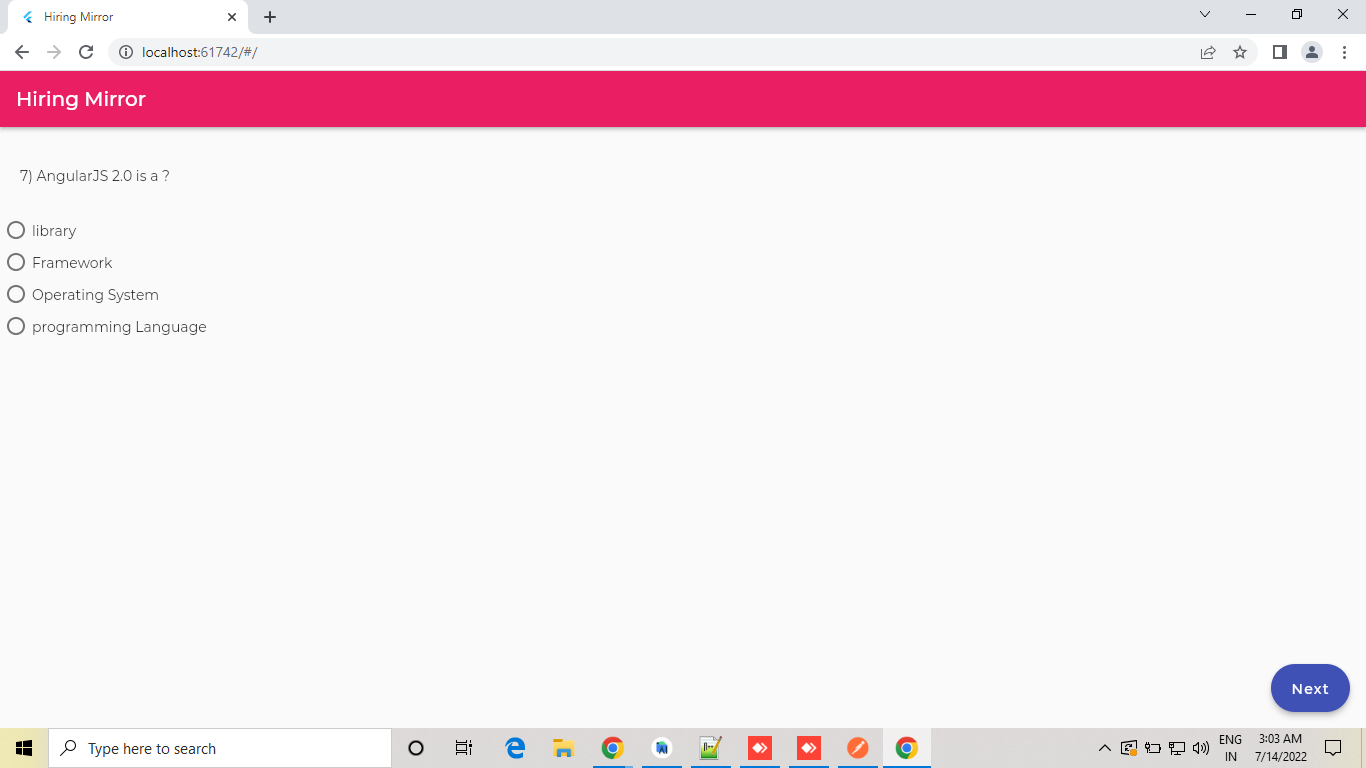 Hiring Mirror
localhost:61742/#/
Hiring Mirror
7) AngularJS 2.0 is a ?
library
Framework
Operating System
programming Language
Next
Type here to search
ENG
IN
3:03 AM
7/14/2022